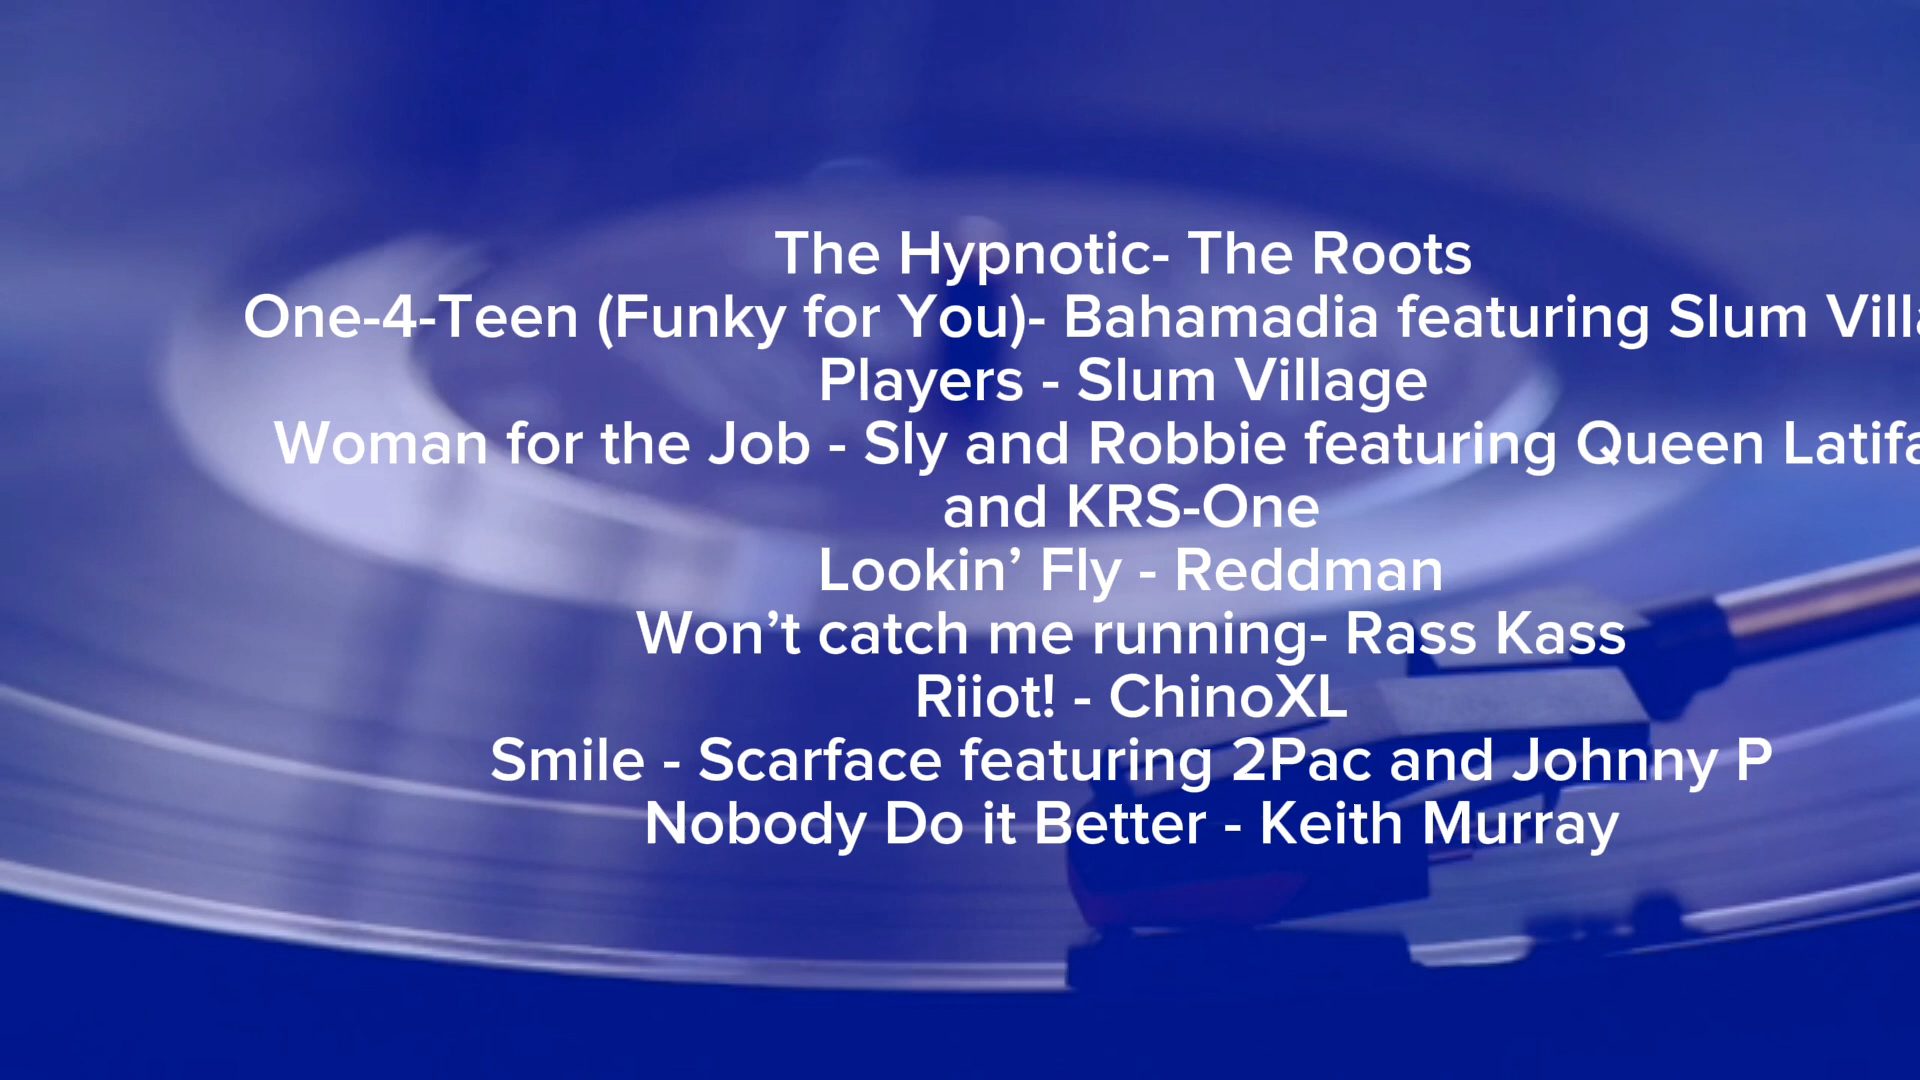 The Hypnotic- The Roots
One-4-Teen (Funky for You)- Bahamadia featuring Slum Villa
Players - Slum Village
Woman for the Job - Sly and Robbie featuring Queen Latifa
and KRS-One
Lookin’ Fly - Reddman
Won’t catch me running- Rass Kass
Riiot! - ChinoXL
Smile - Scarface featuring 2Pac and Johnny P
Nobody Do it Better - Keith Murray